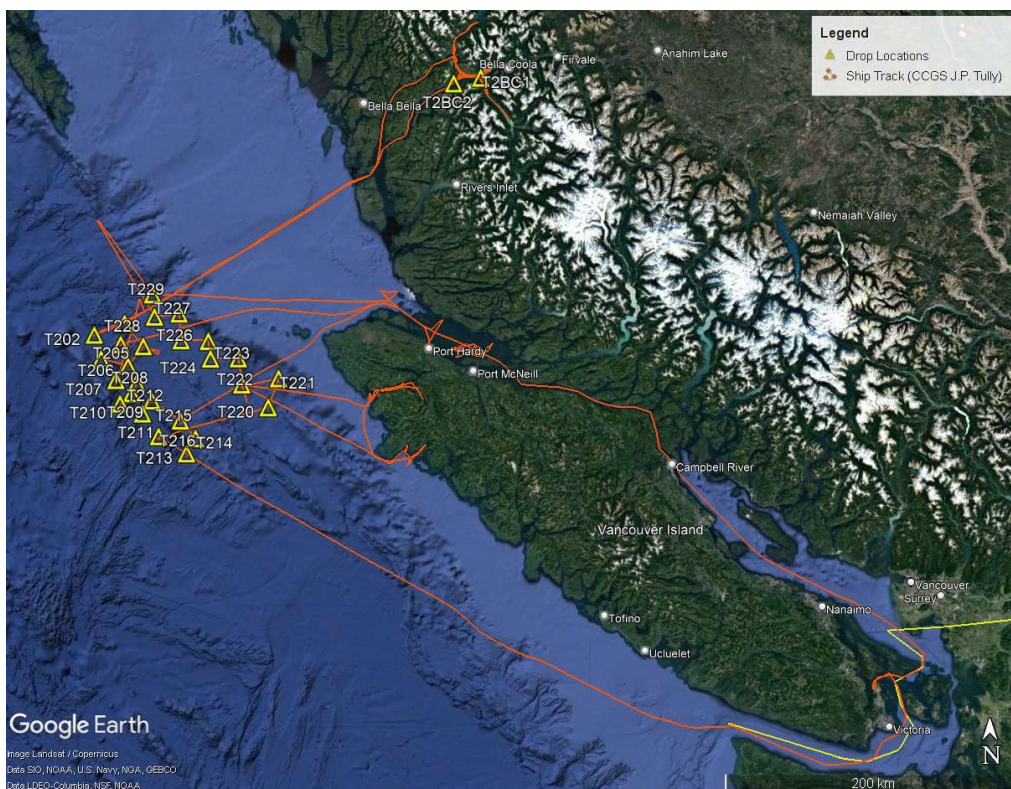 Legend
Drop Locations
Ship Track (CCGS J.P. Tully)
Anahim Lake
Firvale
Bella Coola
T2BC1
T2BC2
Bella Bella
Rivers Inlet
Nemaiah Valley
T229
T227
T228
T202
T226
T205
T223
T206
T224
T208
T222
T221
T207
T212
T210
T209
T220
T215
T211
T216
T214
T213
Port Hardy
Port McNeill
Campbell River
Vancouver Island
Vancouver
Surrey
Nanaimo
Tofino
Ucluelet
Victoria
Google Earth
Image Landsat / Copernicus
Data SIO, NOAA, U.S. Navy, NGA, GEBCO
Data LDEO-Columbia, NSF, NOAA
N
200 km